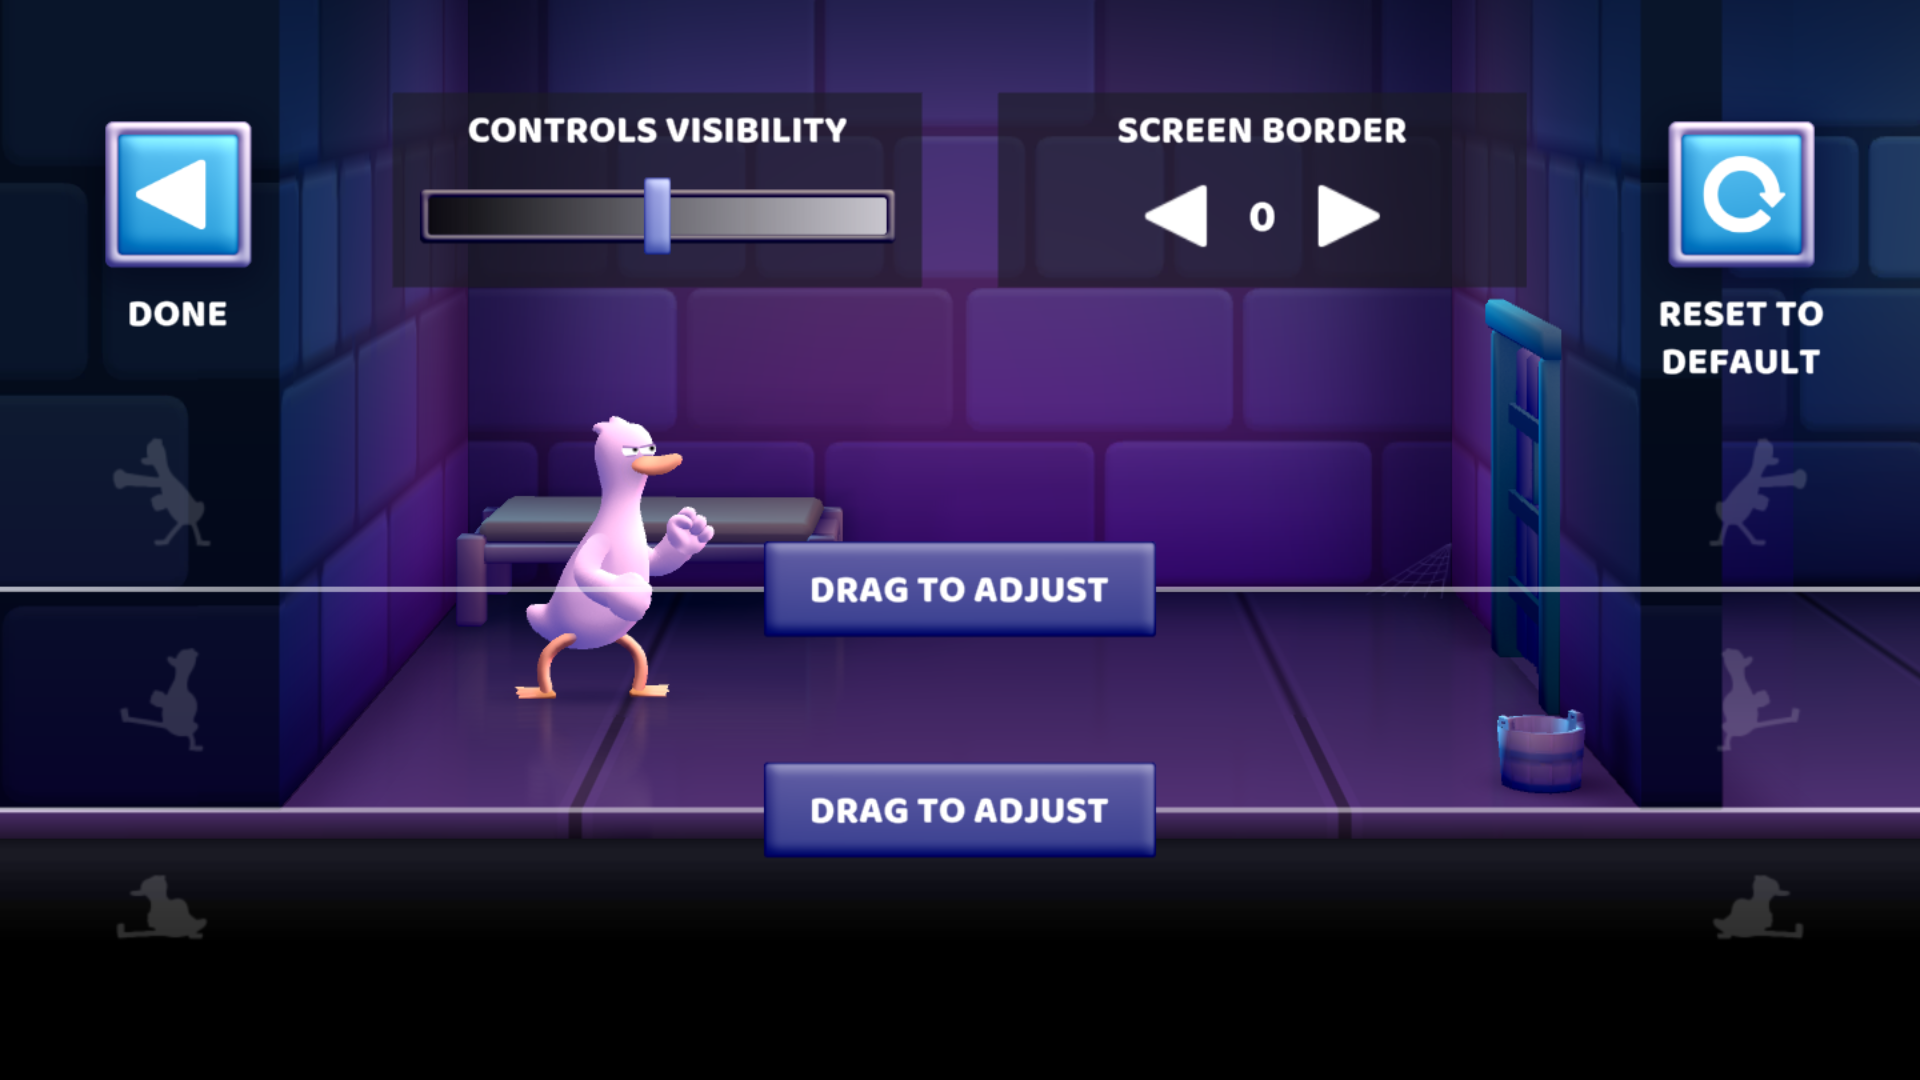 CONTROLS VISIBILITY
SCREEN BORDER
0
DONE
RESET TO
DEFAULT
DRAG TO ADJUST
DRAG TO ADJUST